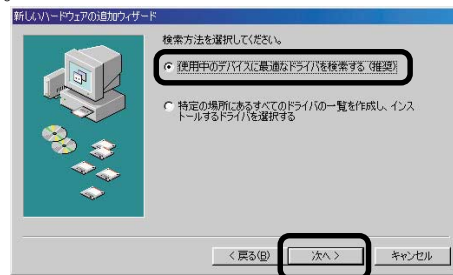 新しいハードウェアの追加ウィザード
検索方法を選択してください。
使用中のデバイスに最適なドライバを検索する（推奨）
特定の場所にあるすべてのドライバの一覧を作成し、インス
トールするドライバを選択する
< 戻る(B)
次へ >
キャンセル